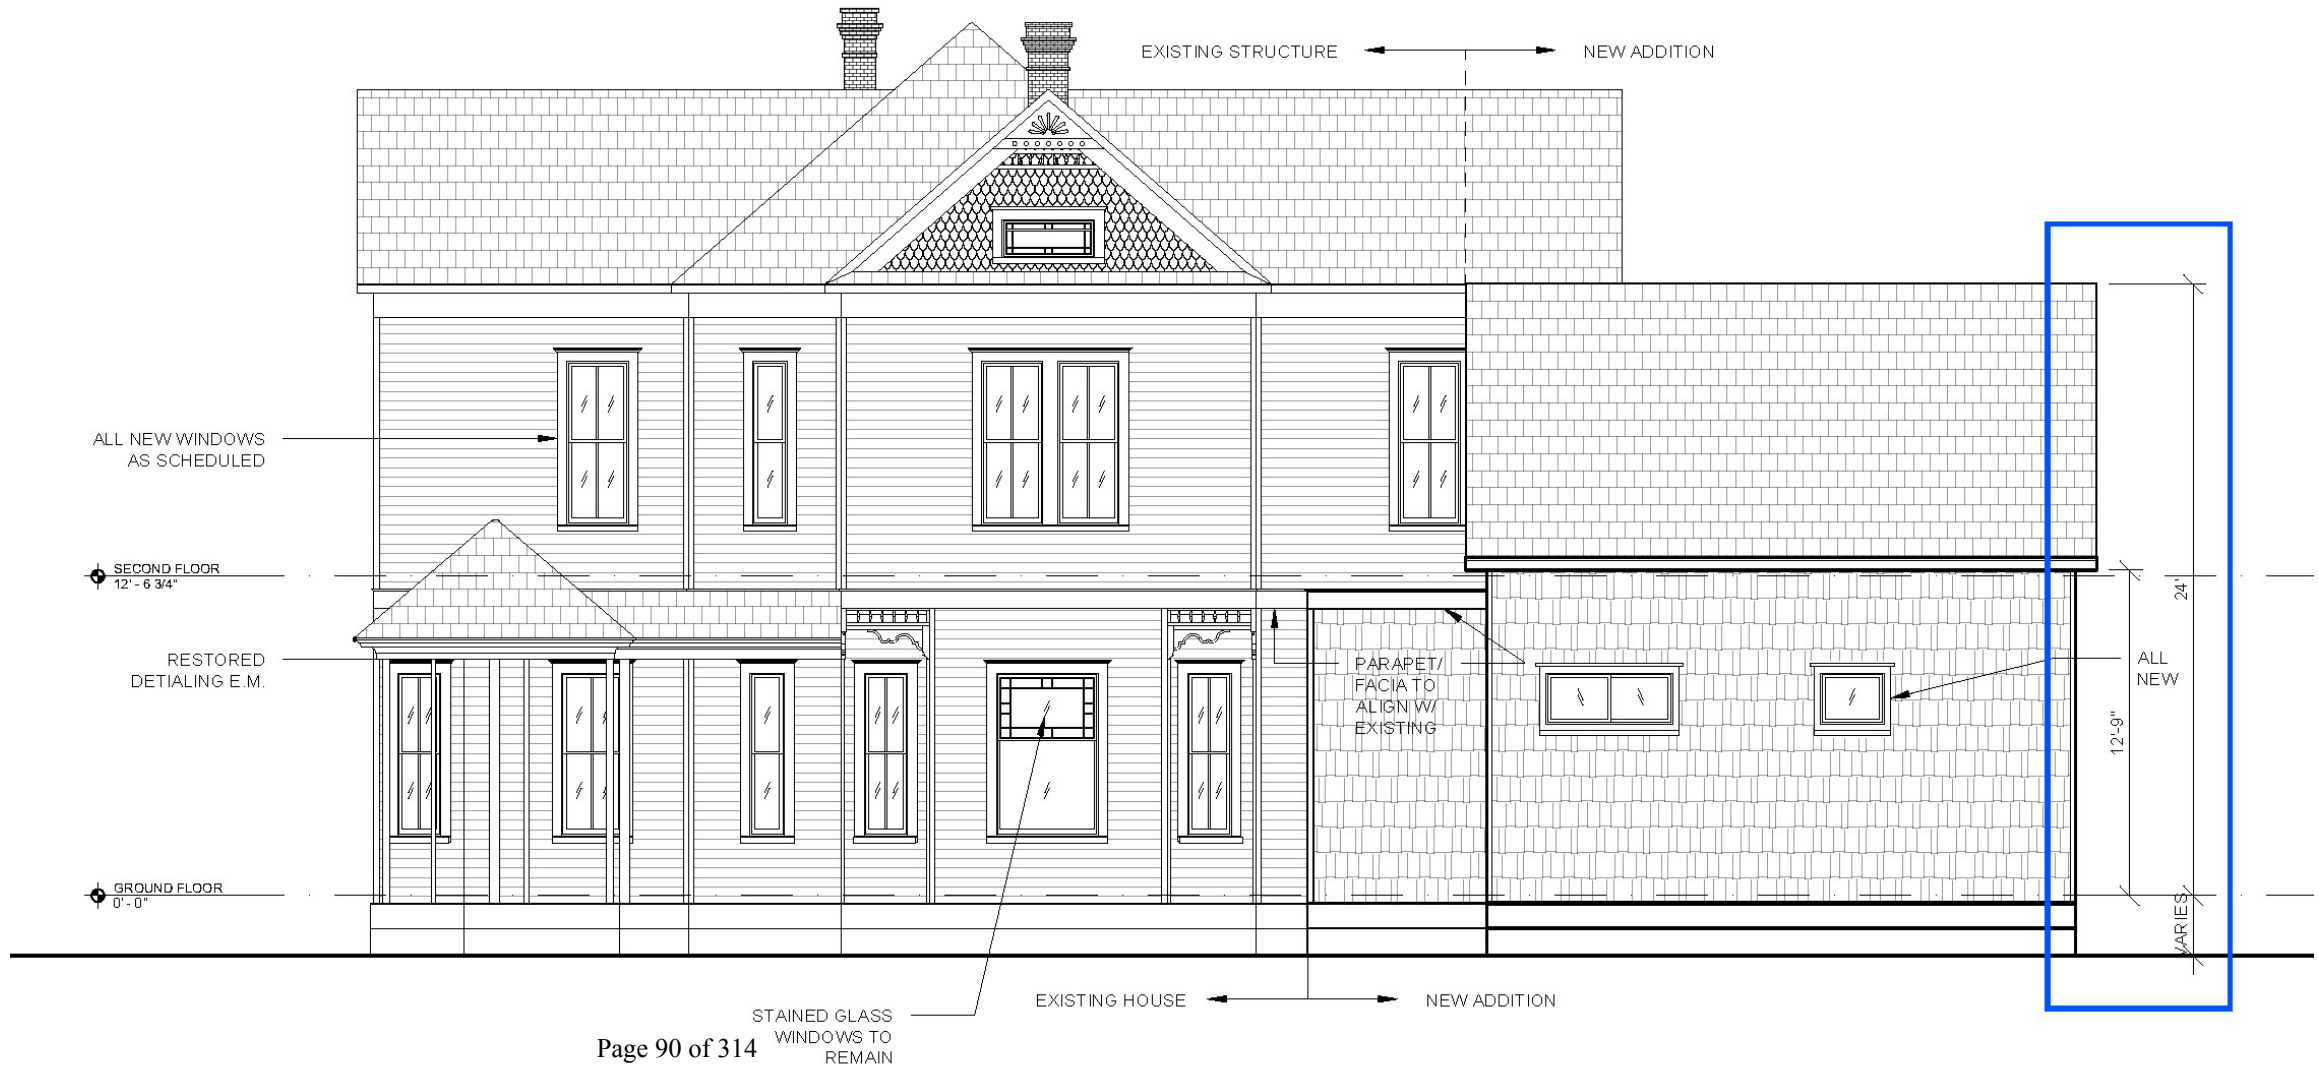 EXISTING STRUCTURE
NEW ADDITION
ALL NEW WINDOWS
AS SCHEDULED
SECOND FLOOR
12' - 6 3/4"
24'
RESTORED
DETIALING E.M.
PARAPET/
FACIA TO
ALIGN W/
EXISTING
ALL
NEW
12'-9"
GROUND FLOOR
0' - 0"
VARIES
EXISTING HOUSE
NEW ADDITION
STAINED GLASS
WINDOWS TO
REMAIN
Page 90 of 314